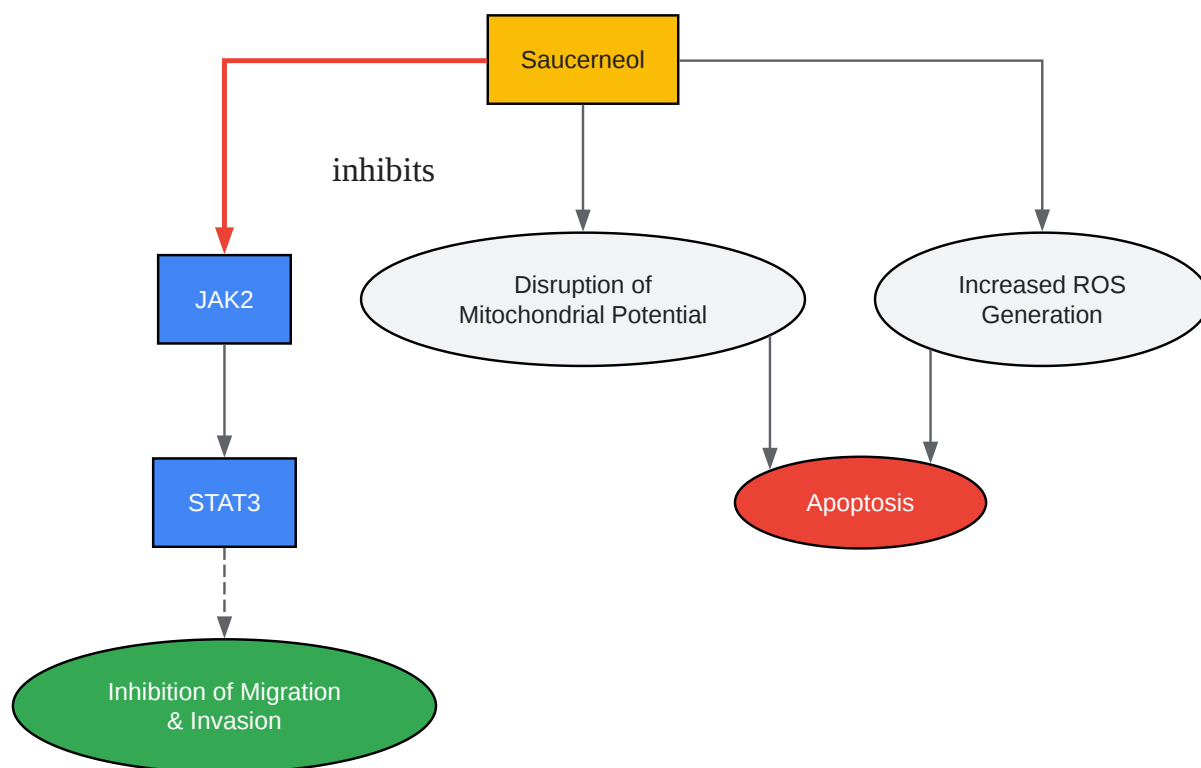 Saucerneol
inhibits
JAK2
Disruption of
Mitochondrial Potential
Increased ROS
Generation
STAT3
Apoptosis
Inhibition of Migration
& Invasion